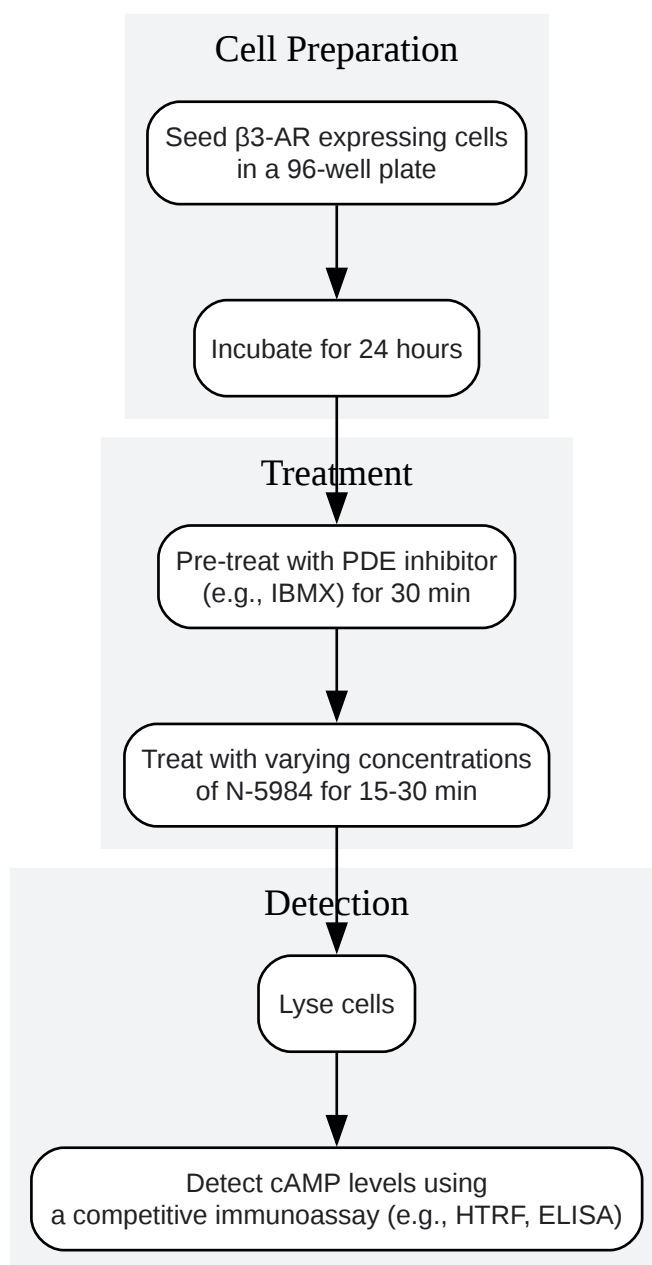 Cell Preparation
Seed β3-AR expressing cells
in a 96-well plate
Incubate for 24 hours
Treatment
Pre-treat with PDE inhibitor
(e.g., IBMX) for 30 min
Treat with varying concentrations
of N-5984 for 15-30 min
Detection
Lyse cells
Detect cAMP levels using
a competitive immunoassay (e.g., HTRF, ELISA)